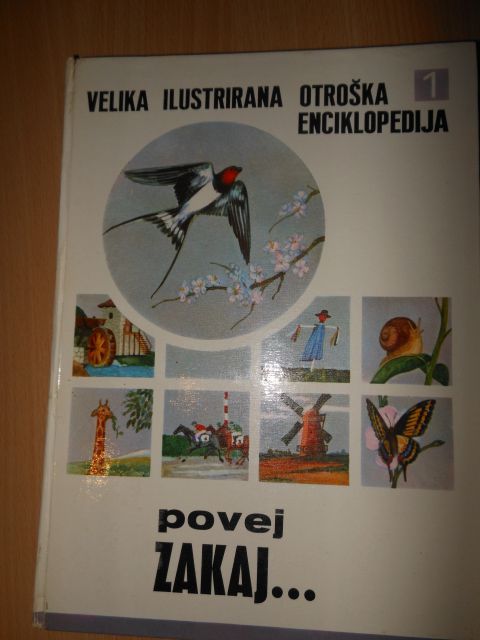 1
VELIKA ILUSTRIRANA OTROŠKA
ENCIKLOPEDIJA
povej
ZAKAJ...